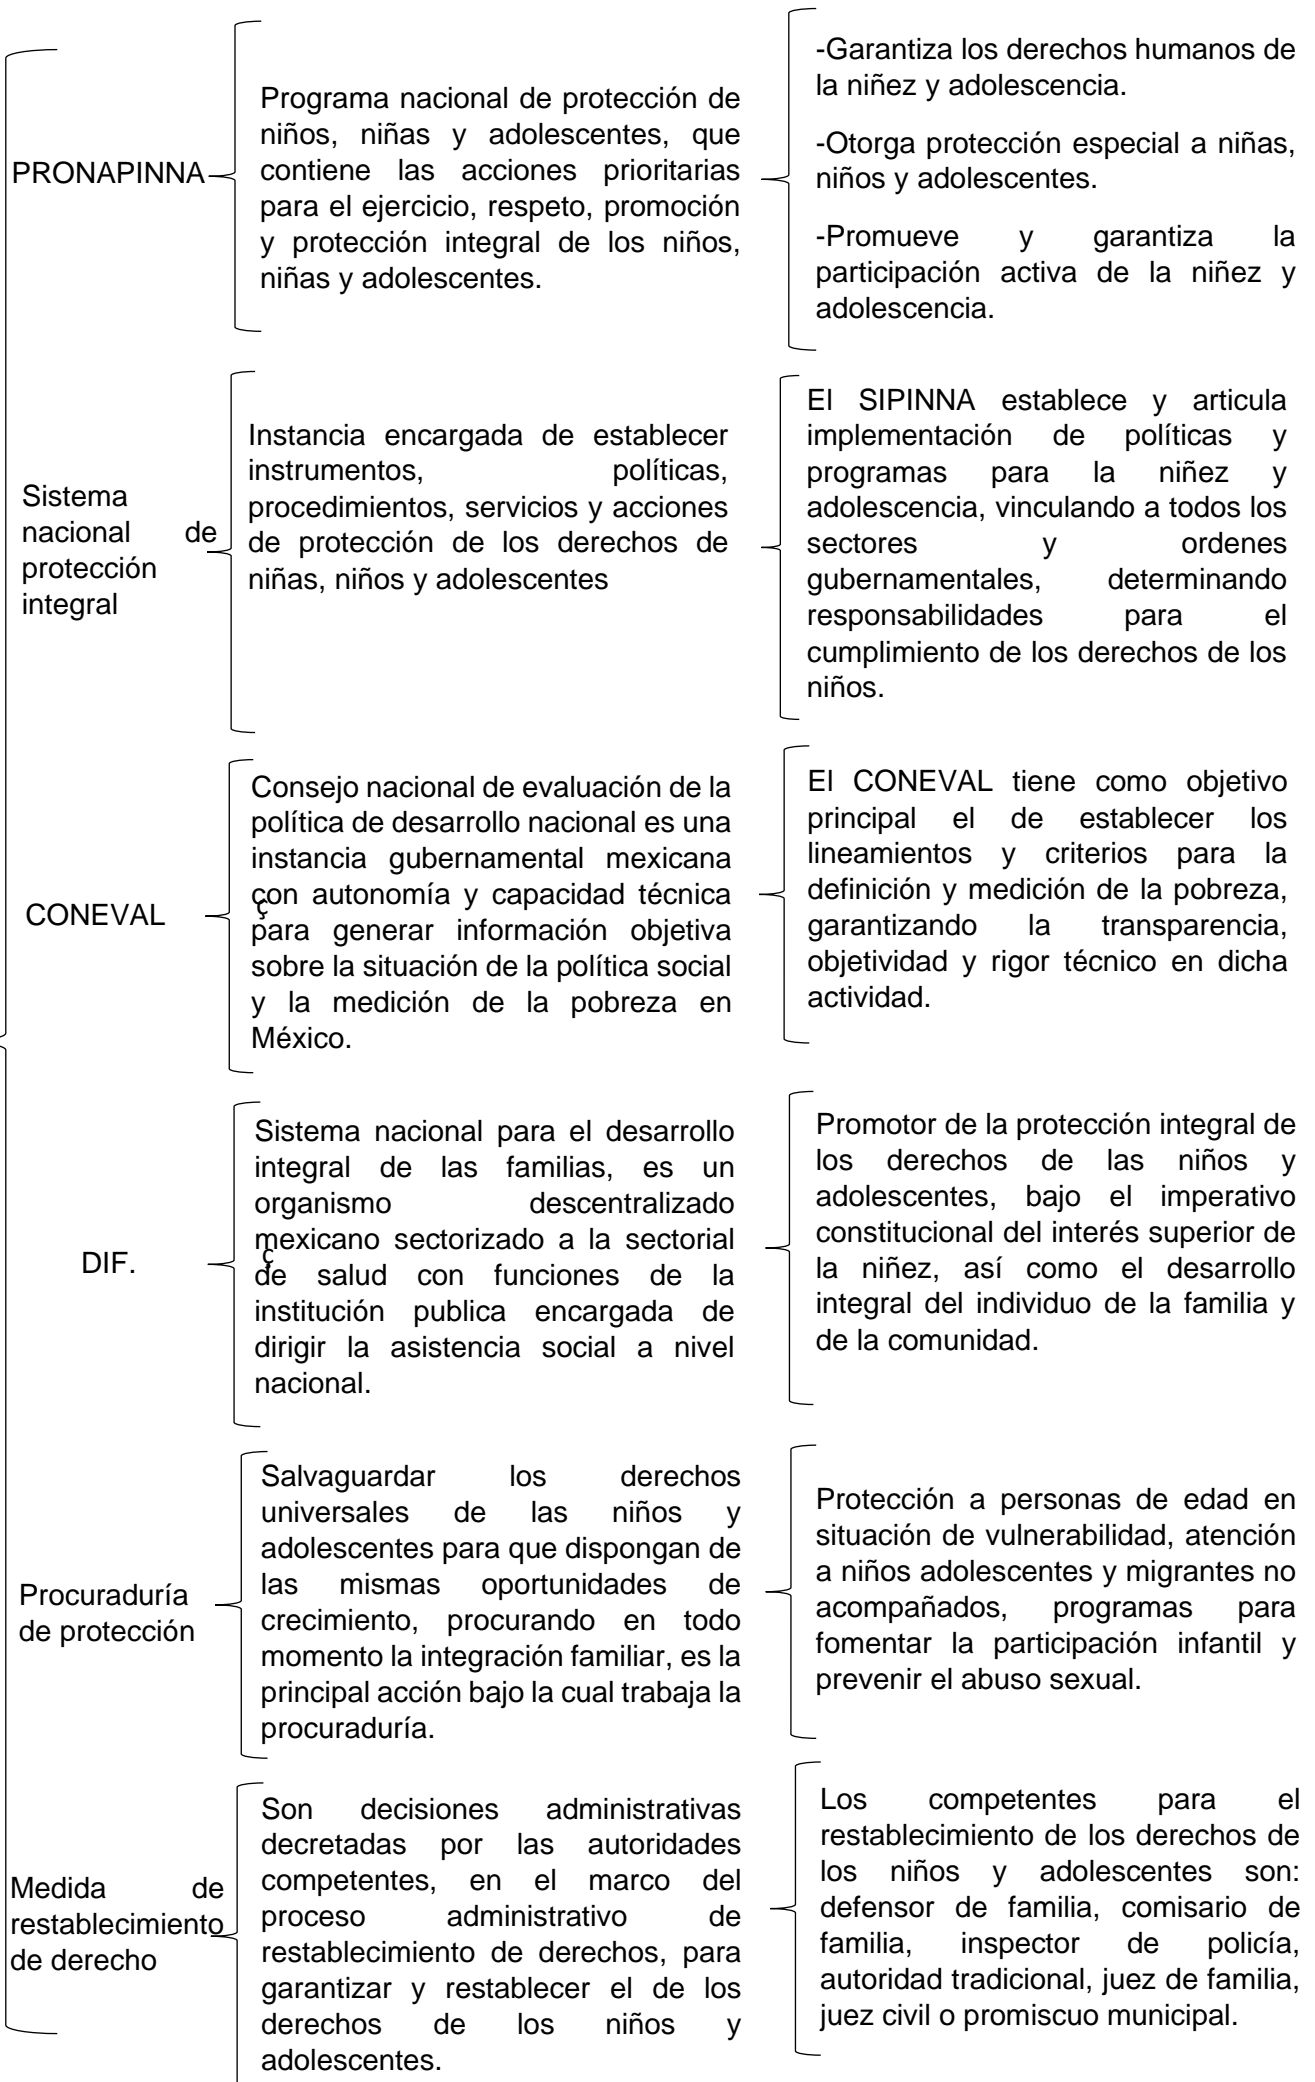 PRONAPINNA
Programa nacional de protección de
niños, niñas y adolescentes, que
contiene las acciones prioritarias
para el ejercicio, respeto, promoción
y protección integral de los niños,
niñas y adolescentes.
-Garantiza los derechos humanos de
la niñez y adolescencia.
-Otorga protección especial a niñas,
niños y adolescentes.
-Promueve y garantiza la
participación activa de la niñez y
adolescencia.
Sistema
nacional de
protección
integral
Instancia encargada de establecer
instrumentos, políticas,
procedimientos, servicios y acciones
de protección de los derechos de
niñas, niños y adolescentes
El SIPINNA establece y articula
implementación de políticas y
programas para la niñez y
adolescencia, vinculando a todos los
sectores y ordenes
gubernamentales, determinando
responsabilidades para el
cumplimiento de los derechos de los
niños.
CONEVAL
Consejo nacional de evaluación de la
política de desarrollo nacional es una
instancia gubernamental mexicana
con autonomía y capacidad técnica
ç
para generar información objetiva
sobre la situación de la política social
y la medición de la pobreza en
México.
El CONEVAL tiene como objetivo
principal el de establecer los
lineamientos y criterios para la
definición y medición de la pobreza,
garantizando la transparencia,
objetividad y rigor técnico en dicha
actividad.
DIF.
Sistema nacional para el desarrollo
integral de las familias, es un
organismo descentralizado
mexicano sectorizado a la sectorial
ç
de salud con funciones de la
institución publica encargada de
dirigir la asistencia social a nivel
nacional.
Promotor de la protección integral de
los derechos de las niños y
adolescentes, bajo el imperativo
constitucional del interés superior de
la niñez, así como el desarrollo
integral del individuo de la familia y
de la comunidad.
Procuraduría
de protección
Salvaguardar los derechos
universales de las niños y
adolescentes para que dispongan de
las mismas oportunidades de
crecimiento, procurando en todo
momento la integración familiar, es la
principal acción bajo la cual trabaja la
procuraduría.
Protección a personas de edad en
situación de vulnerabilidad, atención
a niños adolescentes y migrantes no
acompañados, programas para
fomentar la participación infantil y
prevenir el abuso sexual.
Medida de
restablecimiento
de derecho
Son decisiones administrativas
decretadas por las autoridades
competentes, en el marco del
proceso administrativo de
restablecimiento de derechos, para
garantizar y restablecer el de los
derechos de los niños y
adolescentes.
Los competentes para el
restablecimiento de los derechos de
los niños y adolescentes son:
defensor de familia, comisario de
familia, inspector de policía,
autoridad tradicional, juez de familia,
juez civil o promiscuo municipal.